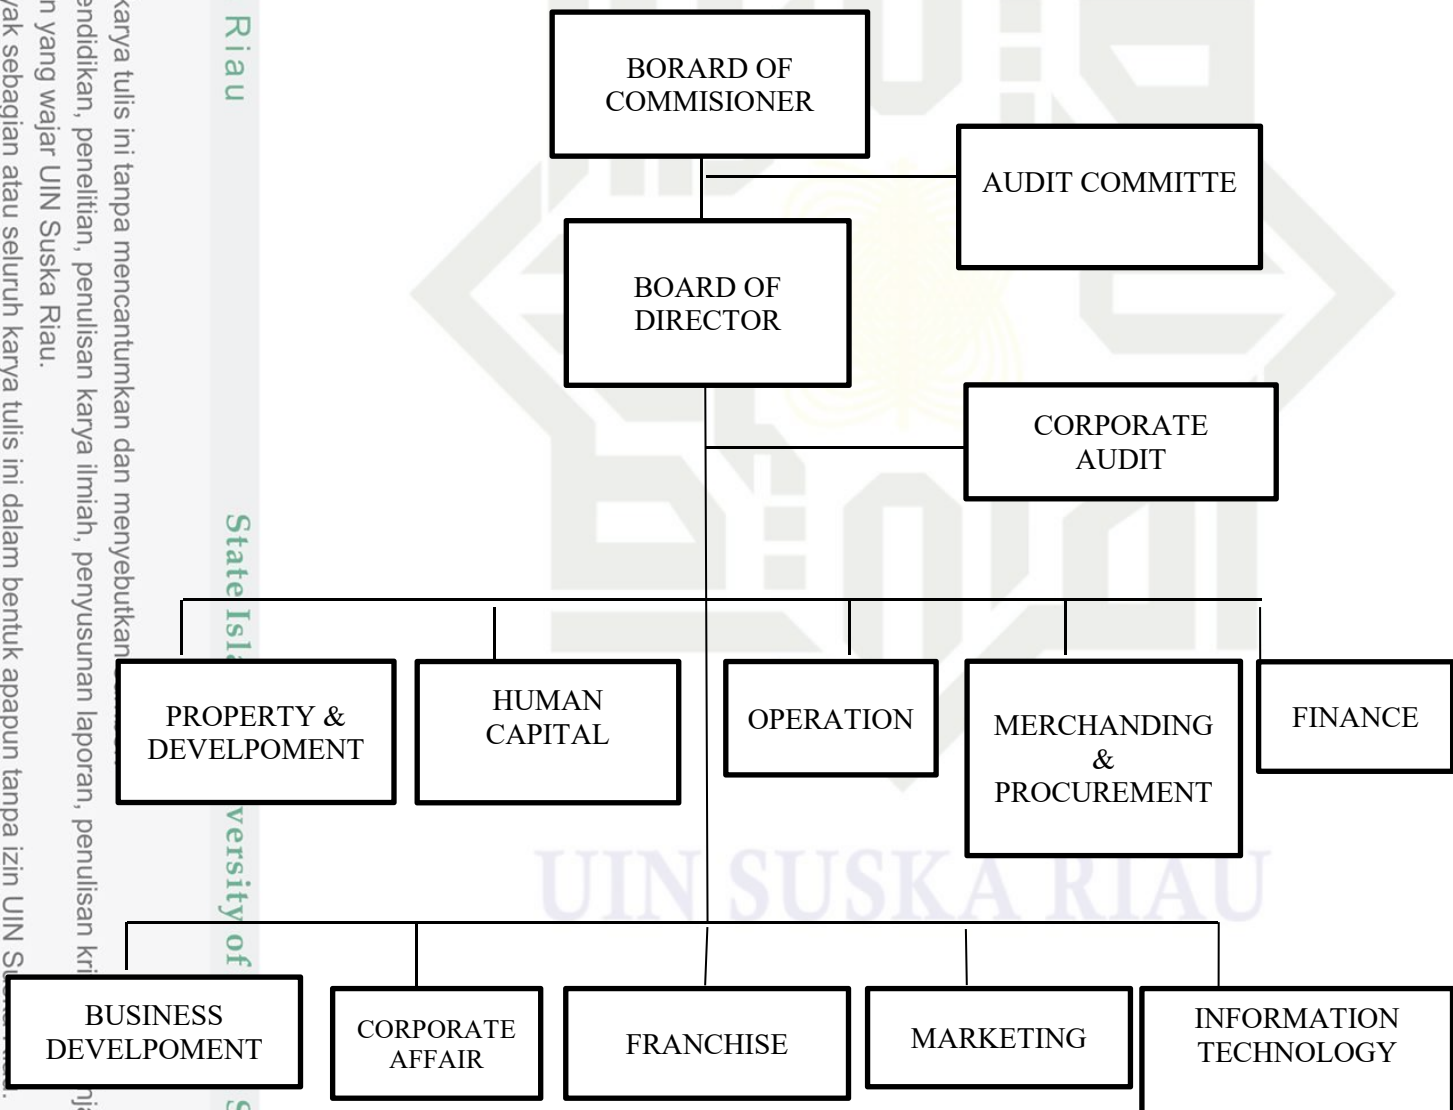 BORARD OF
COMMISIONER
AUDIT COMMITTE
BOARD OF
DIRECTOR
CORPORATE
AUDIT
PROPERTY &
DEVELPOMENT
HUMAN
CAPITAL
OPERATION
MERCHANDING
&
PROCUREMENT
FINANCE
BUSINESS
DEVELPOMENT
CORPORATE
AFFAIR
FRANCHISE
MARKETING
INFORMATION
TECHNOLOGY
UIN SUSKA RIAU
Riau
State
versity of
karya tulis ini tanpa mencantumkan dan menyebutkan
endidikan, penelitian, penulisan karya ilmiah, penyusunan laporan, penulisan
yang wajar UIN Suska Riau.
sebagian atau seluruh karya tulis ini dalam bentuk apapun tanpa izin UIN